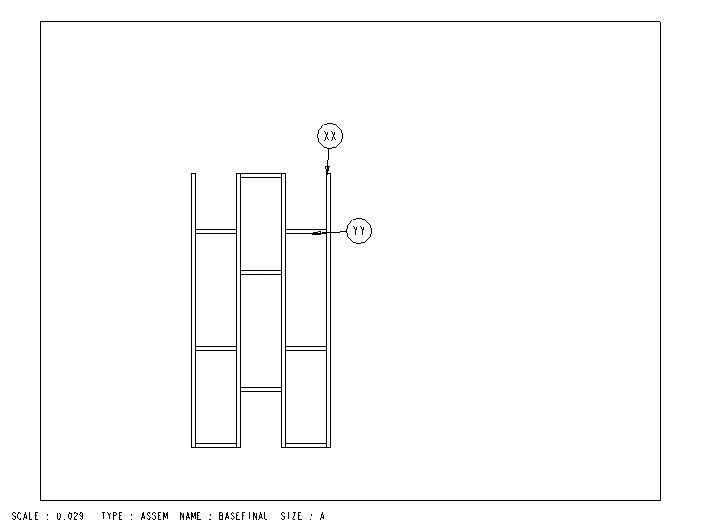 XX
YY
SCALE : 0.029 TYPE : ASSEM NAME : BASEFINAL SIZE : A